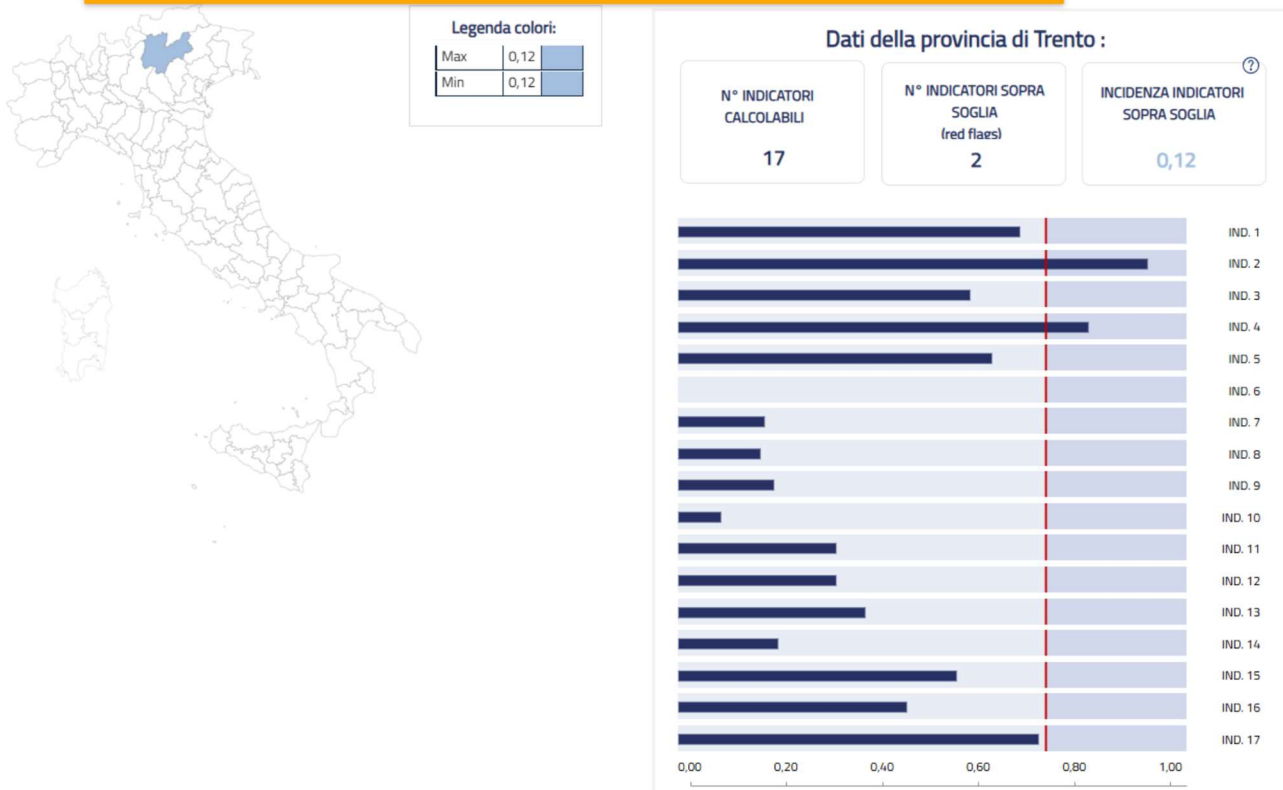 Legenda colori:
Max 0,12
Min 0,12
Dati della provincia di Trento :
N° INDICATORI
CALCOLABILI
17
N° INDICATORI SOPRA
SOGLIA
(red flags)
2
?
INCIDENZA INDICATORI
SOPRA SOGLIA
0,12
IND. 1
IND. 2
IND. 3
IND. 4
IND. 5
IND. 6
IND. 7
IND. 8
IND. 9
IND. 10
IND. 11
IND. 12
IND. 13
IND. 14
IND. 15
IND. 16
IND. 17
0,00 0,20 0,40 0,60 0,80 1,00